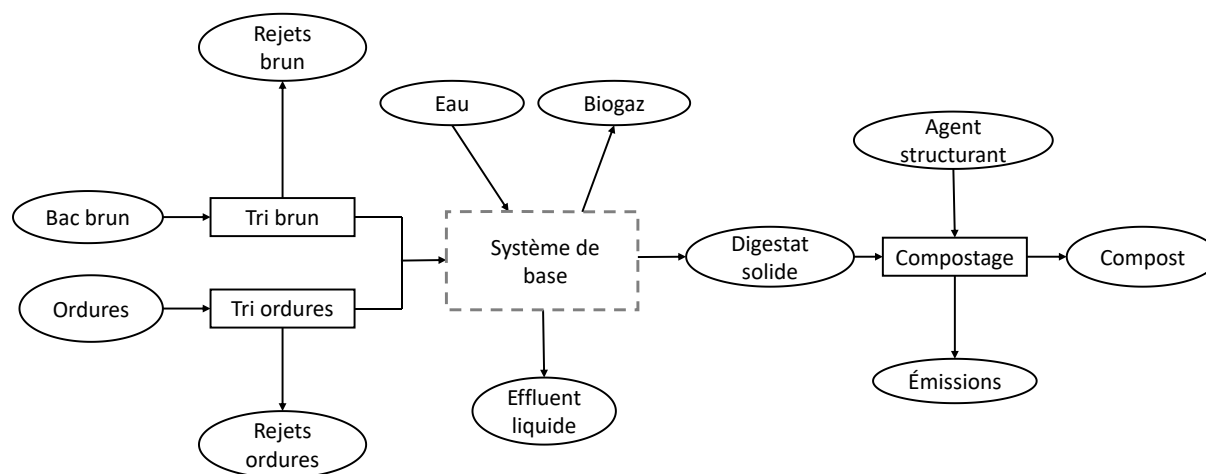 Rejets
brun
Eau
Biogaz
Agent
structurant
Bac brun
Tri brun
Système de
base
Digestat
solide
Compostage
Compost
Ordures
Tri ordures
Effluent
liquide
Émissions
Rejets
ordures